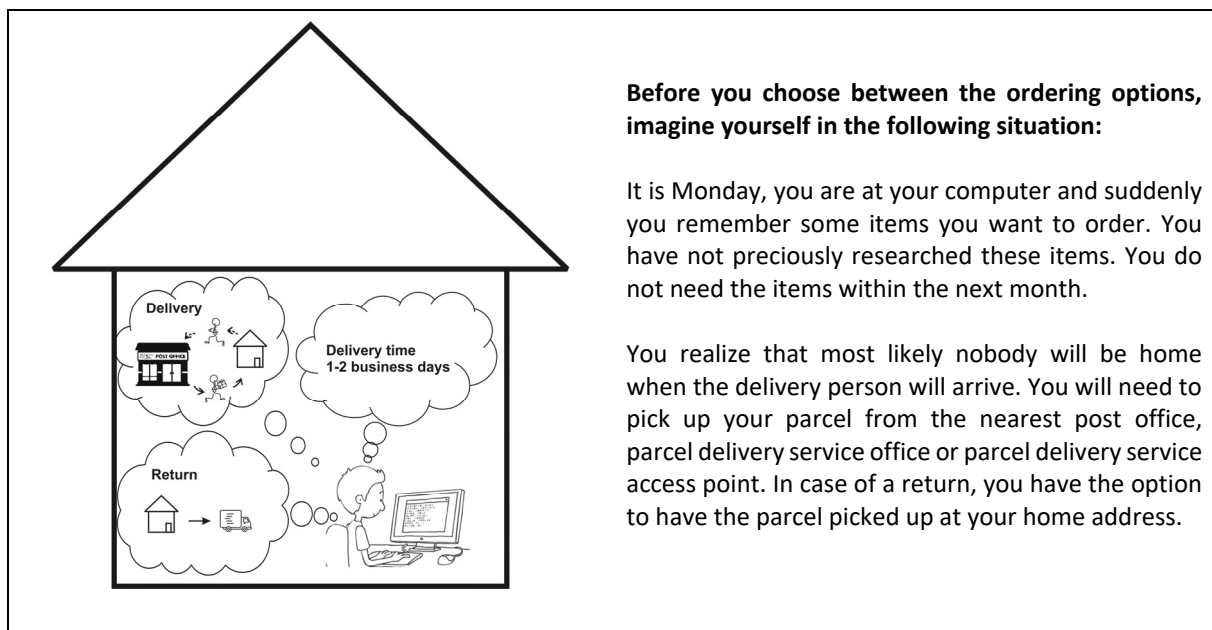 Before you choose between the ordering options,
imagine yourself in the following situation:
It is Monday, you are at your computer and suddenly
you remember some items you want to order. You
have not preciously researched these items. You do
not need the items within the next month.
You realize that most likely nobody will be home
when the delivery person will arrive. You will need to
pick up your parcel from the nearest post office,
parcel delivery service office or parcel delivery service
access point. In case of a return, you have the option
to have the parcel picked up at your home address.
Delivery
POST OFFICE
Delivery time
1-2 business days
Return